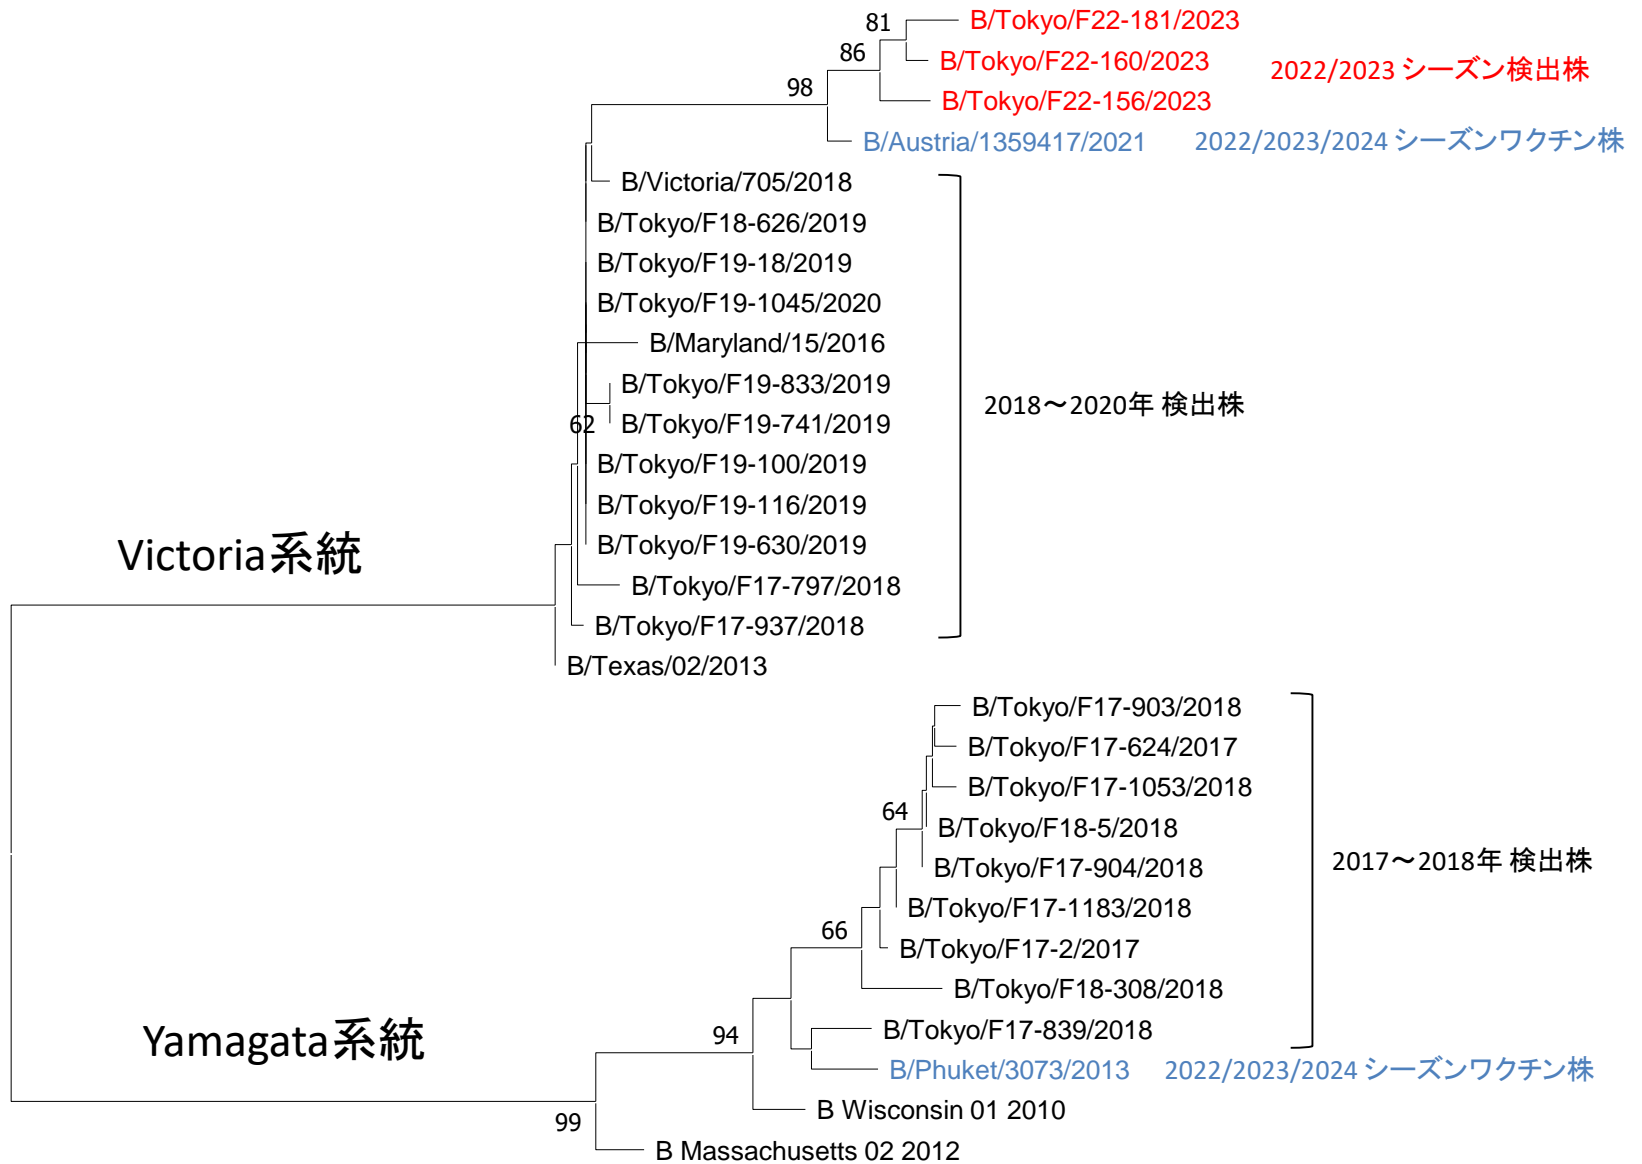 81
B/Tokyo/F22-181/2023
86
B/Tokyo/F22-160/2023
2022/2023 シーズン検出株
98
B/Tokyo/F22-156/2023
B/Austria/1359417/2021 2022/2023/2024 シーズンワクチン株
B/Victoria/705/2018
B/Tokyo/F18-626/2019
B/Tokyo/F19-18/2019
B/Tokyo/F19-1045/2020
B/Maryland/15/2016
B/Tokyo/F19-833/2019
2018～2020年 検出株
62
B/Tokyo/F19-741/2019
B/Tokyo/F19-100/2019
B/Tokyo/F19-116/2019
B/Tokyo/F19-630/2019
Victoria系統
B/Tokyo/F17-797/2018
B/Tokyo/F17-937/2018
B/Texas/02/2013
B/Tokyo/F17-903/2018
B/Tokyo/F17-624/2017
B/Tokyo/F17-1053/2018
64
B/Tokyo/F18-5/2018
B/Tokyo/F17-904/2018
2017～2018年 検出株
B/Tokyo/F17-1183/2018
66
B/Tokyo/F17-2/2017
B/Tokyo/F18-308/2018
94
B/Tokyo/F17-839/2018
Yamagata系統
B/Phuket/3073/2013 2022/2023/2024 シーズンワクチン株
B Wisconsin 01 2010
99
B Massachusetts 02 2012